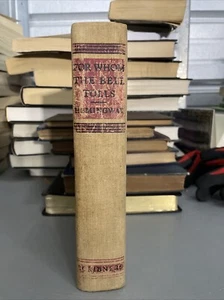 FOR WHOM
THE BELL
TOLLS
HEMINGWAY